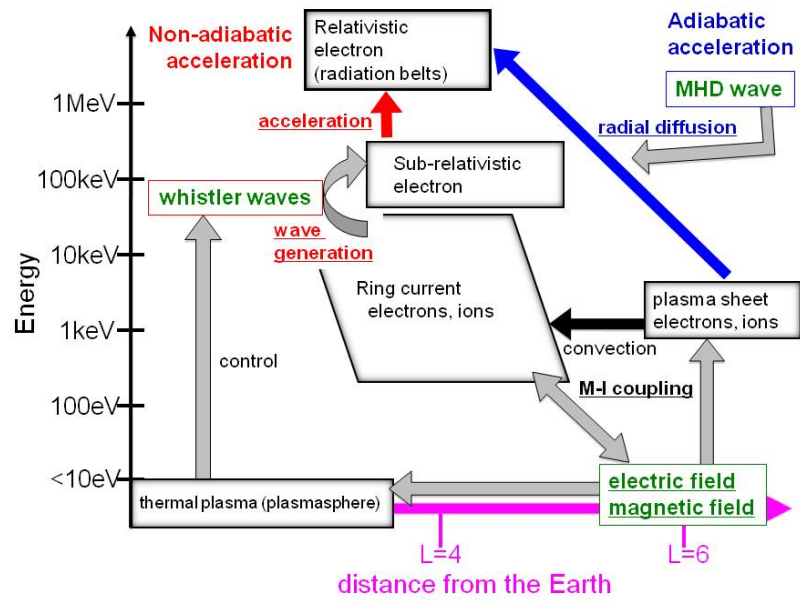 Non-adiabatic
acceleration
Relativistic
electron
(radiation belts)
Adiabatic
acceleration
MHD wave
1MeV
acceleration
radial diffusion
Sub-relativistic
electron
100keV
whistler waves
wave
generation
10keV
Energy
Ring current
electrons, ions
plasma sheet
electrons, ions
1keV
convection
control
M-I coupling
100eV
<10eV
thermal plasma (plasmasphere)
electric field
magnetic field
L=4
L=6
distance from the Earth